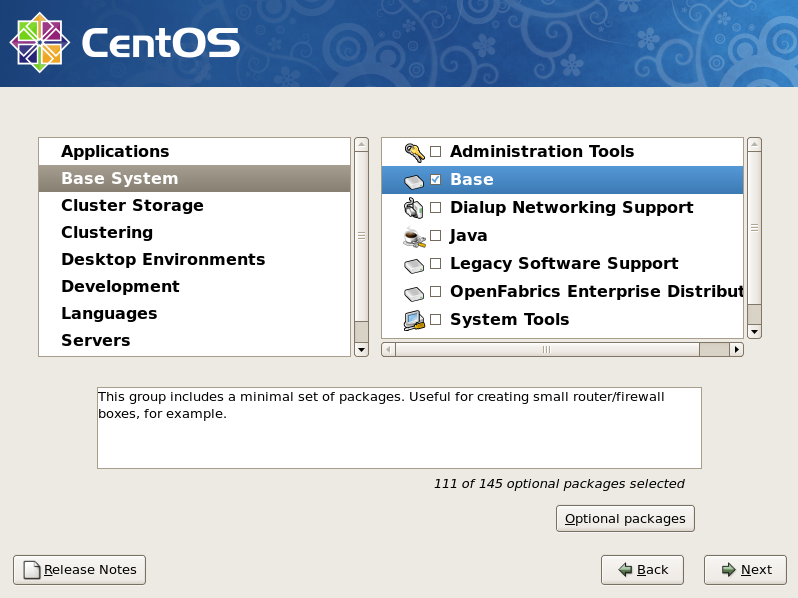 CentOS
Applications
Base System
Cluster Storage
Clustering
Desktop Environments
Development
Languages
Servers
Administration Tools
Base
Dialup Networking Support
Java
Legacy Software Support
OpenFabrics Enterprise Distribut
System Tools
This group includes a minimal set of packages. Useful for creating small router/firewall
boxes, for example.
111 of 145 optional packages selected
Optional packages
Release Notes
Back
Next